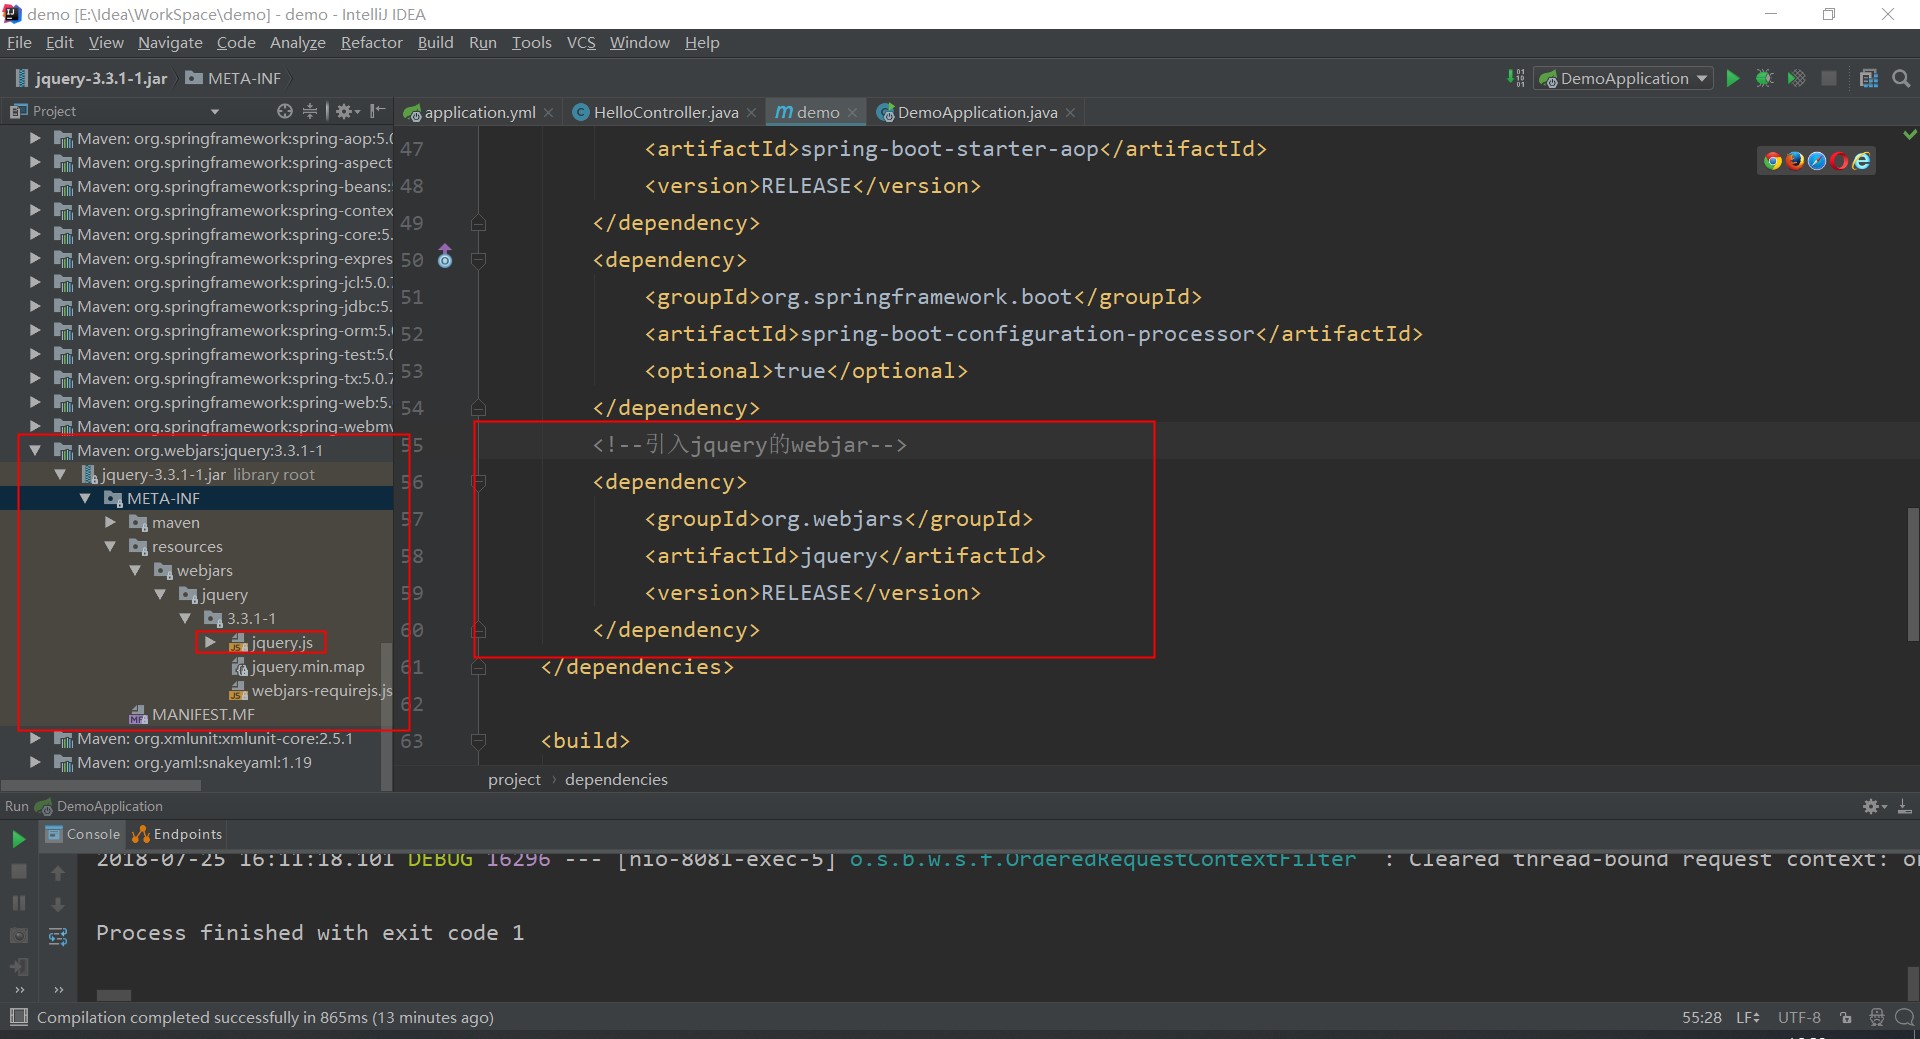 demo [E:\Idea\WorkSpace\demo] - demo - IntelliJ IDEA
File Edit View Navigate Code Analyze Refactor Build Run Tools VCS Window Help
jquery-3.3.1-1.jar META-INF
DemoApplication
Project
application.yml HelloController.java demo DemoApplication.java
Maven: org.springframework:spring-aop:5.0
Maven: org.springframework:spring-aspect
Maven: org.springframework:spring-beans:
Maven: org.springframework:spring-contex
Maven: org.springframework:spring-core:5.
Maven: org.springframework:spring-expres
Maven: org.springframework:spring-jcl:5.0.7
Maven: org.springframework:spring-jdbc:5.
Maven: org.springframework:spring-orm:5.0
Maven: org.springframework:spring-test:5.0
Maven: org.springframework:spring-tx:5.0.7
Maven: org.springframework:spring-web:5.
Maven: org.springframework:spring-webmv
Maven: org.webjars:jquery:3.3.1-1
jquery-3.3.1-1.jar library root
META-INF
maven
resources
webjars
jquery
3.3.1-1
jquery.js
jquery.min.map
webjars-requirejs.js
MANIFEST.MF
Maven: org.xmlunit:xmlunit-core:2.5.1
Maven: org.yaml:snakeyaml:1.19
47 <artifactId>spring-boot-starter-aop</artifactId>
48 <version>RELEASE</version>
49 </dependency>
50 <dependency>
51 <groupId>org.springframework.boot</groupId>
52 <artifactId>spring-boot-configuration-processor</artifactId>
53 <optional>true</optional>
54 </dependency>
55 <!--引入jquery的webjar-->
56 <dependency>
57 <groupId>org.webjars</groupId>
58 <artifactId>jquery</artifactId>
59 <version>RELEASE</version>
60 </dependency>
61 </dependencies>
62
63 <build>
project › dependencies
Run DemoApplication
Console Endpoints
2018-07-25 16:11:18.101 DEBUG 16296 --- [nio-8081-exec-5] o.s.b.w.s.f.OrderedRequestContextFilter : Cleared thread-bound request context: o
Process finished with exit code 1
Compilation completed successfully in 865ms (13 minutes ago)
55:28 LF UTF-8